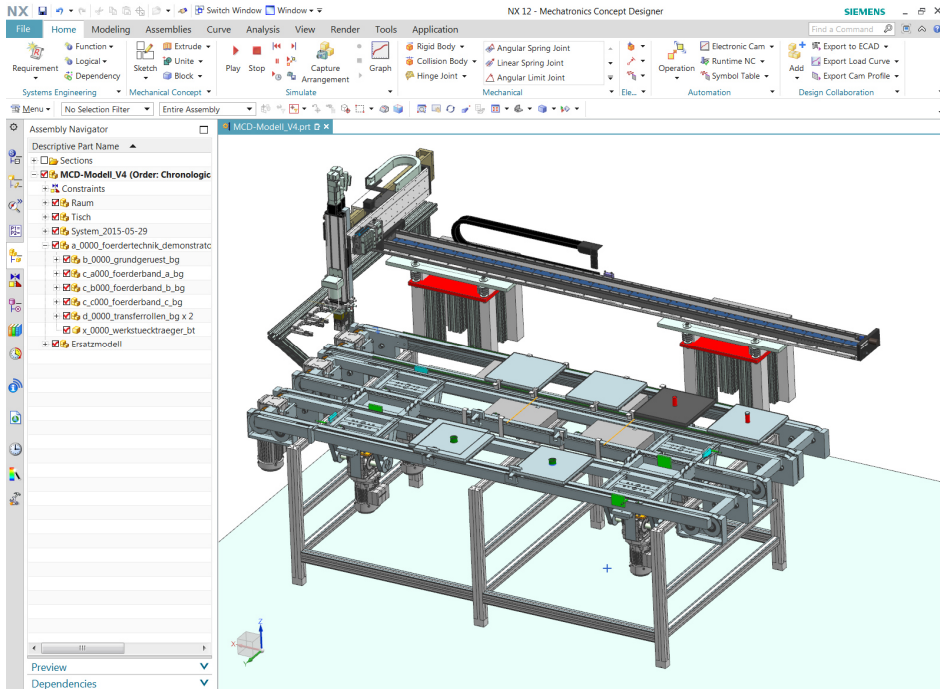 NX Switch Window Window NX 12 - Mechatronics Concept Designer SIEMENS
File Home Modeling Assemblies Curve Analysis View Render Tools Application Find a Command
Requirement Function Logical Dependency
Systems Engineering
Sketch Extrude Unite Block
Mechanical Concept
Play Stop Capture Arrangement Graph
Simulate
Rigid Body Collision Body Hinge Joint Angular Spring Joint Linear Spring Joint Angular Limit Joint
Mechanical
Ele...
Operation Electronic Cam Runtime NC Symbol Table
Automation
Add Export to ECAD Export Load Curve Export Cam Profile
Design Collaboration
Menu No Selection Filter Entire Assembly
Assembly Navigator
MCD-Modell_V4.prt
Descriptive Part Name
Sections
MCD-Modell_V4 (Order: Chronologic
Constraints
Raum
Tisch
System_2015-05-29
a_0000_foerdertechnik_demonstrato
b_0000_grundgeruest_bg
c_a000_foerderband_a_bg
c_b000_foerderband_b_bg
c_c000_foerderband_c_bg
d_0000_transferrollen_bg x 2
x_0000_werkstuecktraeger_bt
Ersatzmodell
Z
X
Y
Preview
Dependencies